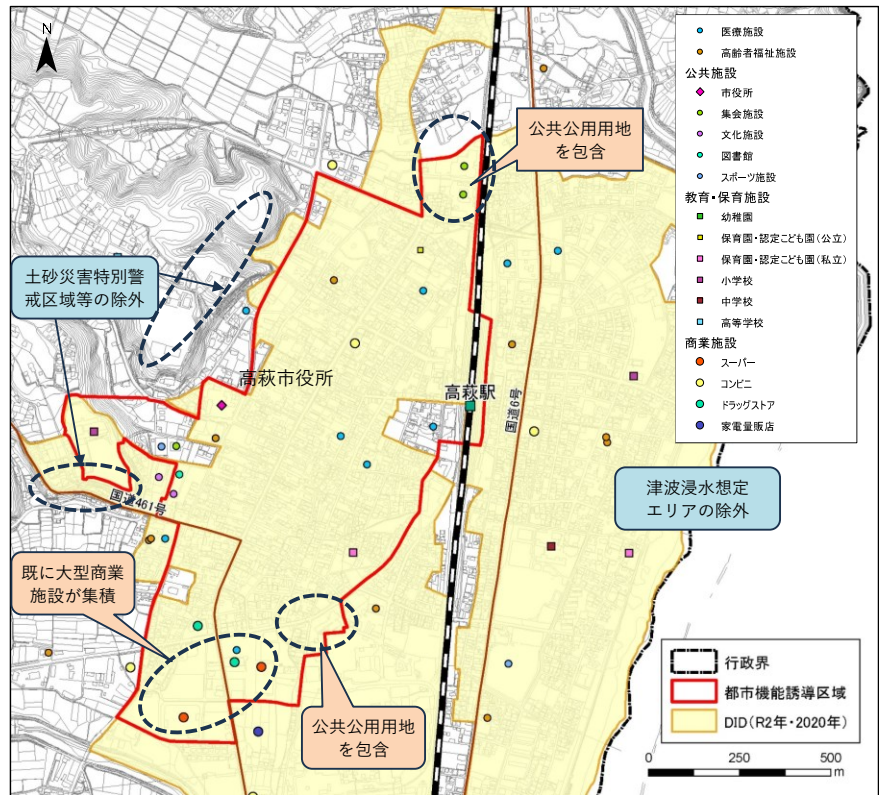 N
医療施設
高齢者福祉施設
公共施設
市役所
集会施設
文化施設
図書館
スポーツ施設
教育・保育施設
幼稚園
保育園・認定こども園(公立)
保育園・認定こども園(私立)
小学校
中学校
高等学校
商業施設
スーパー
コンビニ
ドラッグストア
家電量販店
公共公用用地
を包含
土砂災害特別警
戒区域等の除外
高萩市役所
高萩駅
国道6号
国道461号
津波浸水想定
エリアの除外
既に大型商業
施設が集積
公共公用用地
を包含
行政界
都市機能誘導区域
DID(R2年・2020年)
0 250 500
m